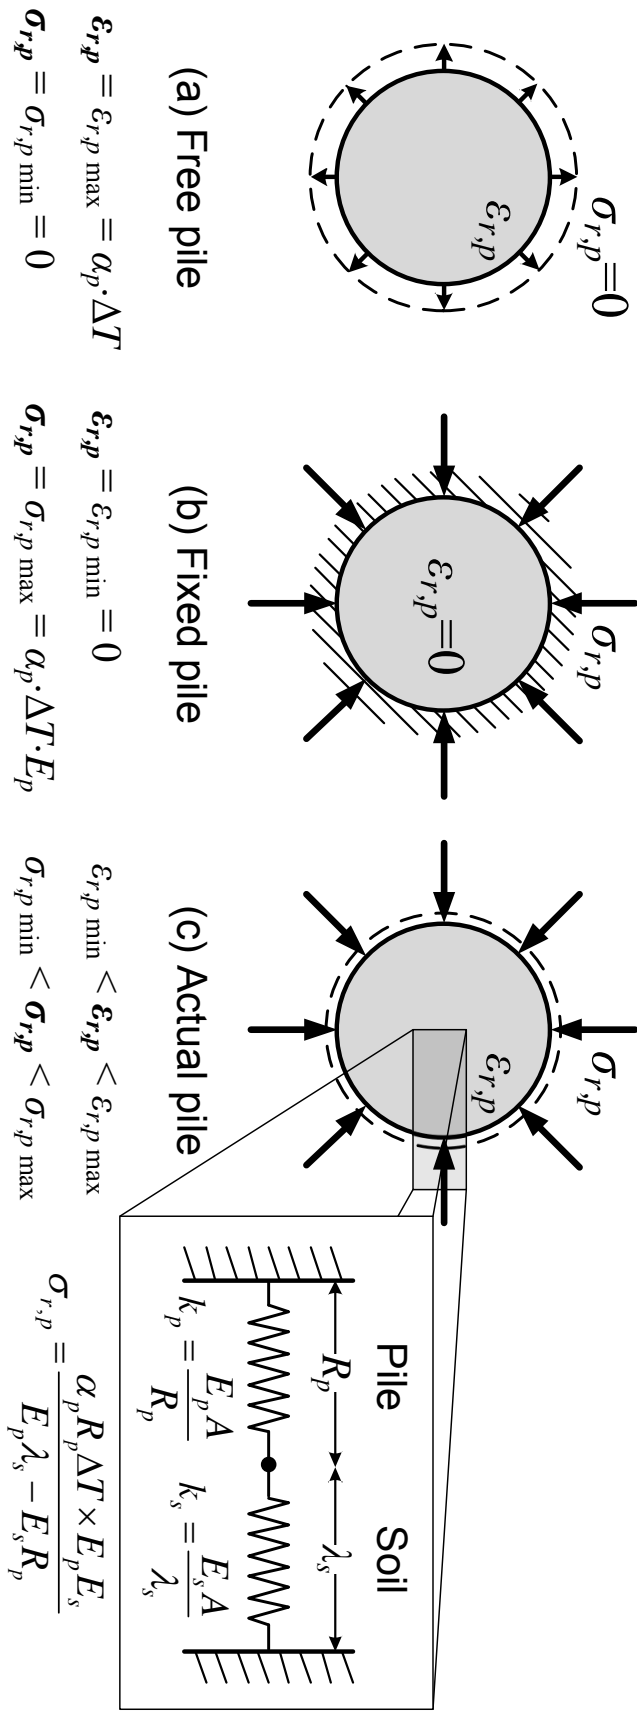 σr,p=0
εr,p
(a) Free pile
εr,p = εr,p max = αp·ΔT
σr,p = σr,p min = 0
σr,p
εr,p=0
(b) Fixed pile
εr,p = εr,p min = 0
σr,p = σr,p max = αp·ΔT·Ep
σr,p
εr,p
(c) Actual pile
εr,p min < εr,p < εr,p max
σr,p min < σr,p < σr,p max
Pile Soil
Rp λs
kp = EpA / Rp ks = EsA / λs
σr,p = αpRpΔT × EpEs / Epλs − EsRp